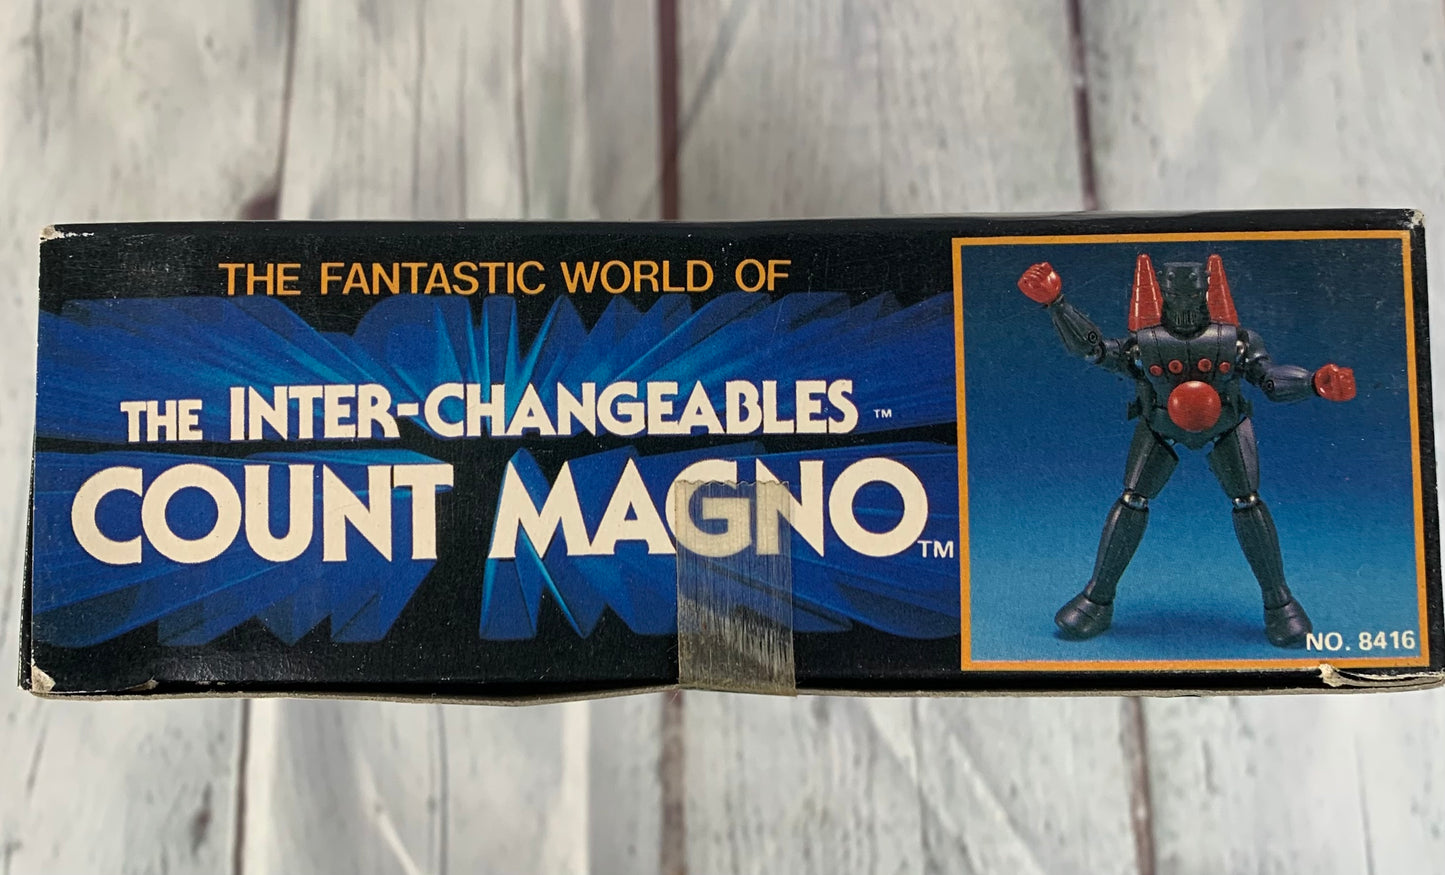 THE FANTASTIC WORLD OF
THE INTER-CHANGEABLES™
COUNT MAGNO™
NO. 8416